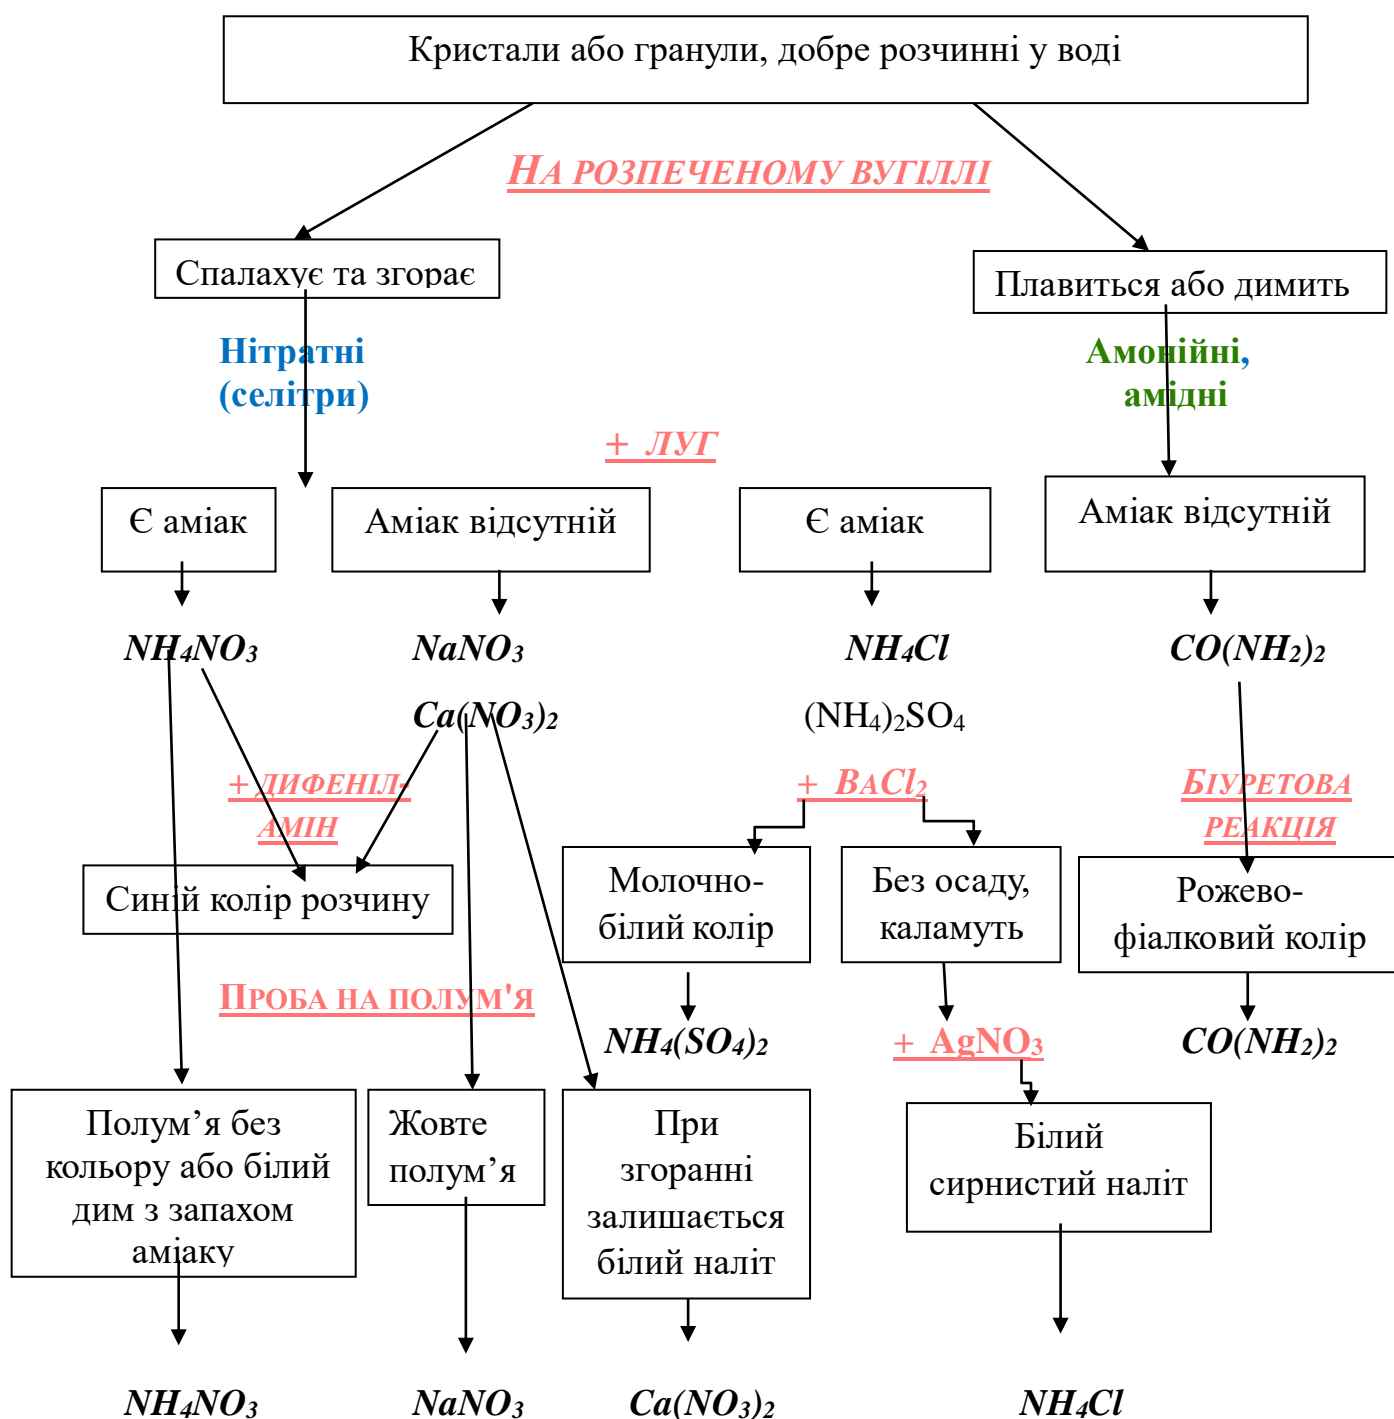 Кристали або гранули, добре розчинні у воді
НА РОЗПЕЧЕНОМУ ВУГІЛЛІ
Спалахує та згорає
Плавиться або димить
Нітратні
(селітри)
Амонійні,
амідні
+ ЛУГ
Є аміак
Аміак відсутній
Є аміак
Аміак відсутній
NH₄NO₃
NaNO₃
NH₄Cl
CO(NH₂)₂
Ca(NO₃)₂
(NH₄)₂SO₄
+ ДИФЕНІЛ-
АМІН
+ BACl₂
БІУРЕТОВА
РЕАКЦІЯ
Синій колір розчину
Молочно-
білий колір
Без осаду,
каламуть
Рожево-
фіалковий колір
ПРОБА НА ПОЛУМ'Я
NH₄(SO₄)₂
+ AgNO₃
CO(NH₂)₂
Полум’я без
кольору або білий
дим з запахом
аміаку
Жовте
полум’я
При
згоранні
залишається
білий наліт
Білий
сирнистий наліт
NH₄NO₃
NaNO₃
Ca(NO₃)₂
NH₄Cl